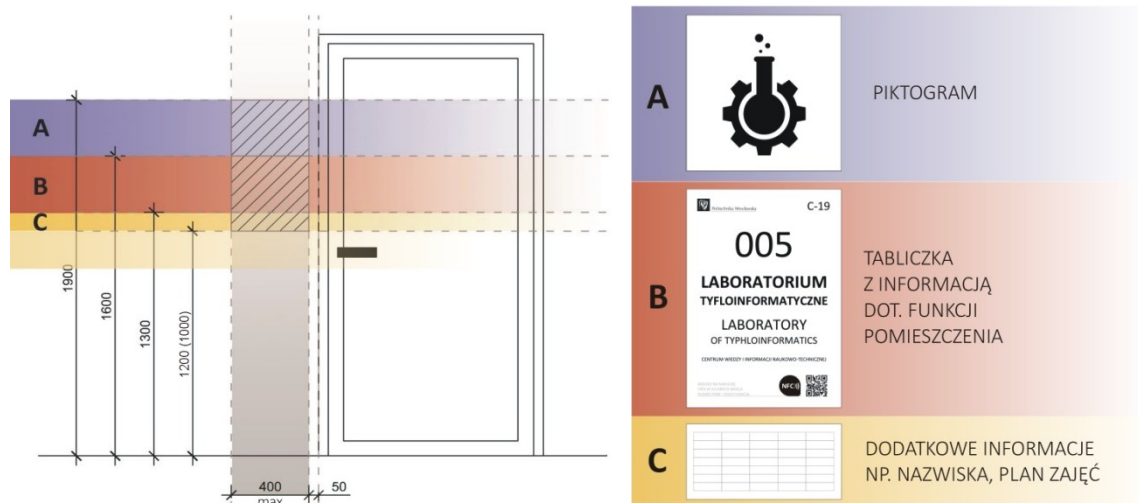 A
B
C
1900
1600
1300
1200 (1000)
400
max
50
A
PIKTOGRAM
B
Politechnika Wrocławska
C-19
005
LABORATORIUM
TYFLOINFORMATYCZNE
LABORATORY
OF TYPHLOINFORMATICS
CENTRUM WIEDZY I INFORMACJI NAUKOWO-TECHNICZNEJ
NFC
TABLICZKA
Z INFORMACJĄ
DOT. FUNKCJI
POMIESZCZENIA
C
DODATKOWE INFORMACJE
NP. NAZWISKA, PLAN ZAJĘĆ